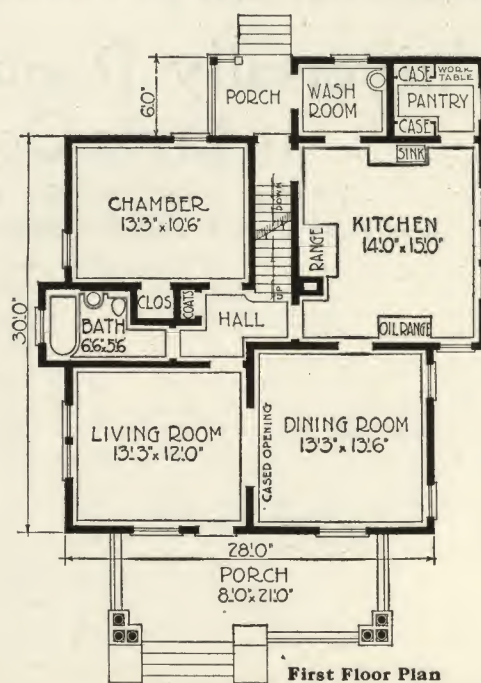 6'.0"
PORCH
WASH
ROOM
CASE
WORK
TABLE
PANTRY
CASE
SINK
CHAMBER
13'.3" x 10'.6"
DOWN
KITCHEN
14'.0" x 15'.0"
RANGE
30'.0"
CLOS
COATS
UP
BATH
6'.6" x 5'.6
HALL
OIL RANGE
LIVING ROOM
13'.3" x 12'.0"
CASED OPENING
DINING ROOM
13'.3" x 13'.6"
28'.0"
PORCH
8'.0" x 21'.0"
First Floor Plan